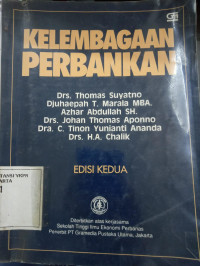 KELEMBAGAAN
PERBANKAN
Drs. Thomas Suyatno
Djuhaepah T. Marala MBA.
Azhar Abdullah SH.
Drs. Johan Thomas Aponno
Dra. C. Tinon Yunianti Ananda
Drs. H.A. Chalik
EDISI KEDUA
Diterbitkan atas kerjasama
Sekolah Tinggi Ilmu Ekonomi Perbanas
Penerbit PT Gramedia Pustaka Utama, Jakarta